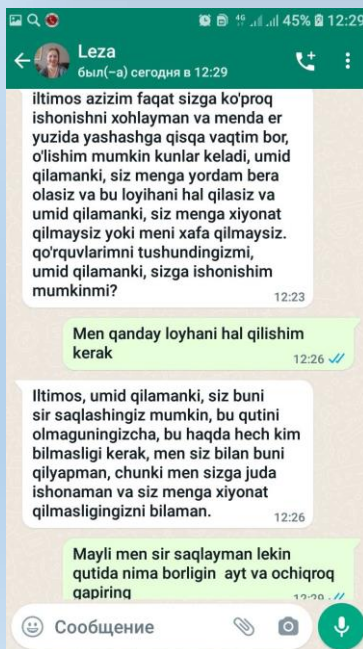 45% 12:29
Leza
был(-а) сегодня в 12:29
iltimos azizim faqat sizga ko'proq
ishonishni xohlayman va menda er
yuzida yashashga qisqa vaqtim bor,
o'lishim mumkin kunlar keladi, umid
qilamanki, siz menga yordam bera
olasiz va bu loyihani hal qilasiz va
umid qilamanki, siz menga xiyonat
qilmaysiz yoki meni xafa qilmaysiz.
qo'rquvlarimni tushundingizmi,
umid qilamanki, sizga ishonishim
mumkinmi?
12:23
Men qanday loyhani hal qilishim
kerak
12:26
Iltimos, umid qilamanki, siz buni
sir saqlashingiz mumkin, bu qutini
olmaguningizcha, bu haqda hech kim
bilmasligi kerak, men siz bilan buni
qilyapman, chunki men sizga juda
ishonaman va siz menga xiyonat
qilmasligingizni bilaman.
12:26
Mayli men sir saqlayman lekin
qutida nima borligin ayt va ochiqroq
gapiring
12:29
Сообщение